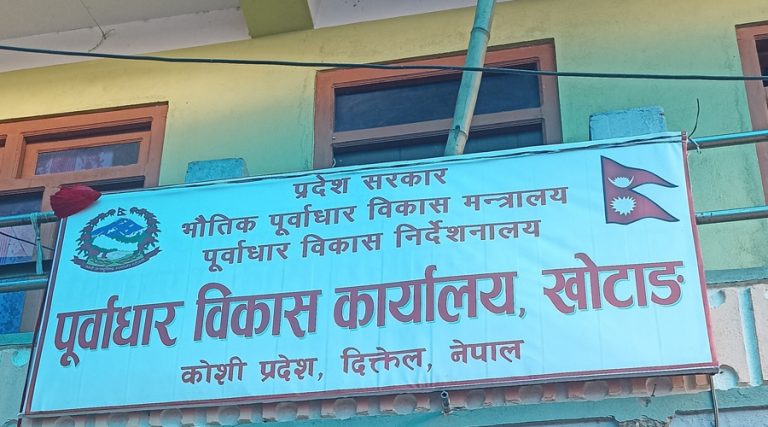 प्रदेश सरकार
भौतिक पूर्वाधार विकास मन्त्रालय
पूर्वाधार विकास निर्देशनालय
पूर्वाधार विकास कार्यालय, खोटाङ
कोशी प्रदेश, दिक्तेल, नेपाल